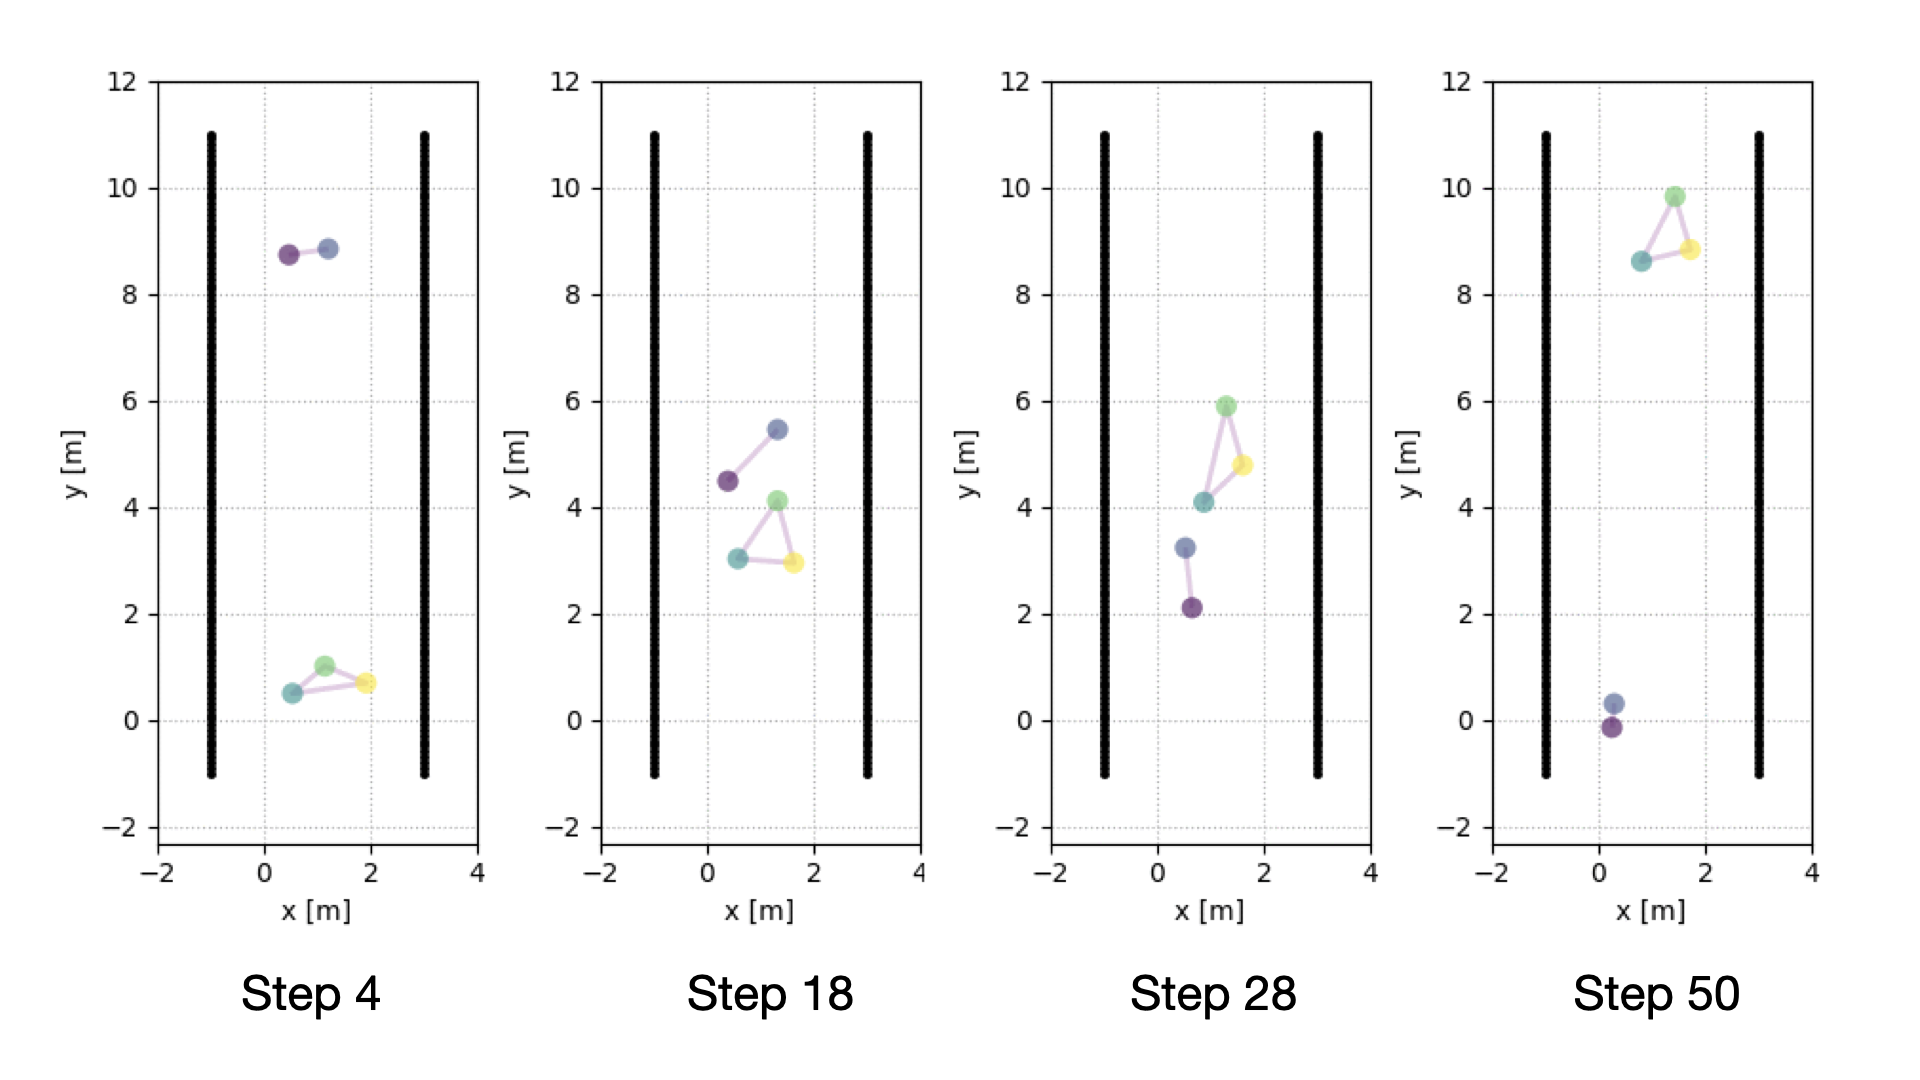 12 12 12 12
10 10 10 10
8 8 8 8
6 6 6 6
y [m] y [m] y [m] y [m]
4 4 4 4
2 2 2 2
0 0 0 0
−2 −2 −2 −2
−2 0 2 4 −2 0 2 4 −2 0 2 4 −2 0 2 4
x [m] x [m] x [m] x [m]
Step 4 Step 18 Step 28 Step 50